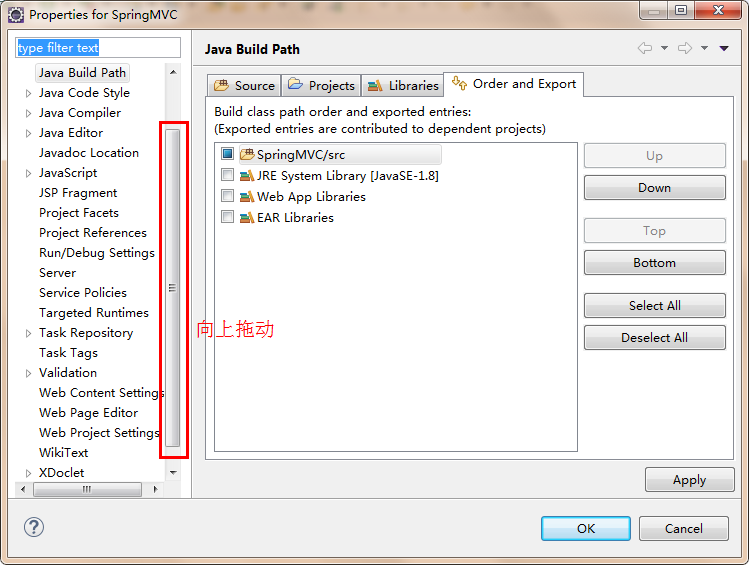 Properties for SpringMVC
type filter text
Java Build Path
Java Code Style
Java Compiler
Java Editor
Javadoc Location
JavaScript
JSP Fragment
Project Facets
Project References
Run/Debug Settings
Server
Service Policies
Targeted Runtimes
Task Repository
Task Tags
Validation
Web Content Settings
Web Page Editor
Web Project Settings
WikiText
XDoclet
向上拖动
Java Build Path
Source
Projects
Libraries
Order and Export
Build class path order and exported entries:
(Exported entries are contributed to dependent projects)
SpringMVC/src
JRE System Library [JavaSE-1.8]
Web App Libraries
EAR Libraries
Up
Down
Top
Bottom
Select All
Deselect All
Apply
?
OK
Cancel